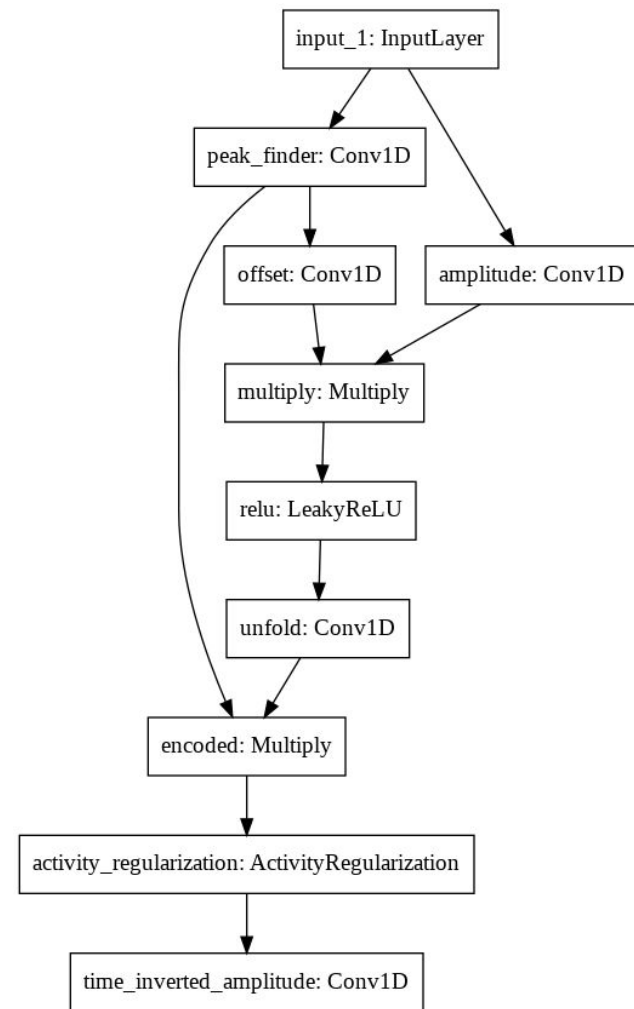 input_1: InputLayer
peak_finder: Conv1D
offset: Conv1D
amplitude: Conv1D
multiply: Multiply
relu: LeakyReLU
unfold: Conv1D
encoded: Multiply
activity_regularization: ActivityRegularization
time_inverted_amplitude: Conv1D